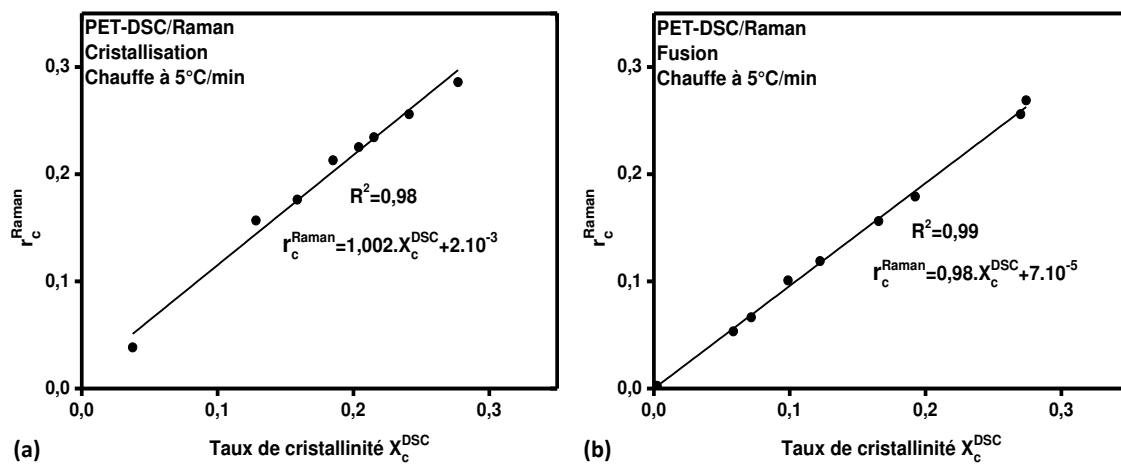 PET-DSC/Raman
Cristallisation
Chauffe à 5°C/min
0,3
0,2
0,1
0,0
r_c^Raman
R²=0,98
r_c^Raman=1,002.X_c^DSC+2.10⁻³
0,0 0,1 0,2 0,3
(a) Taux de cristallinité X_c^DSC
PET-DSC/Raman
Fusion
Chauffe à 5°C/min
0,3
0,2
0,1
0,0
r_c^Raman
R²=0,99
r_c^Raman=0,98.X_c^DSC+7.10⁻⁵
0,0 0,1 0,2 0,3
(b) Taux de cristallinité X_c^DSC